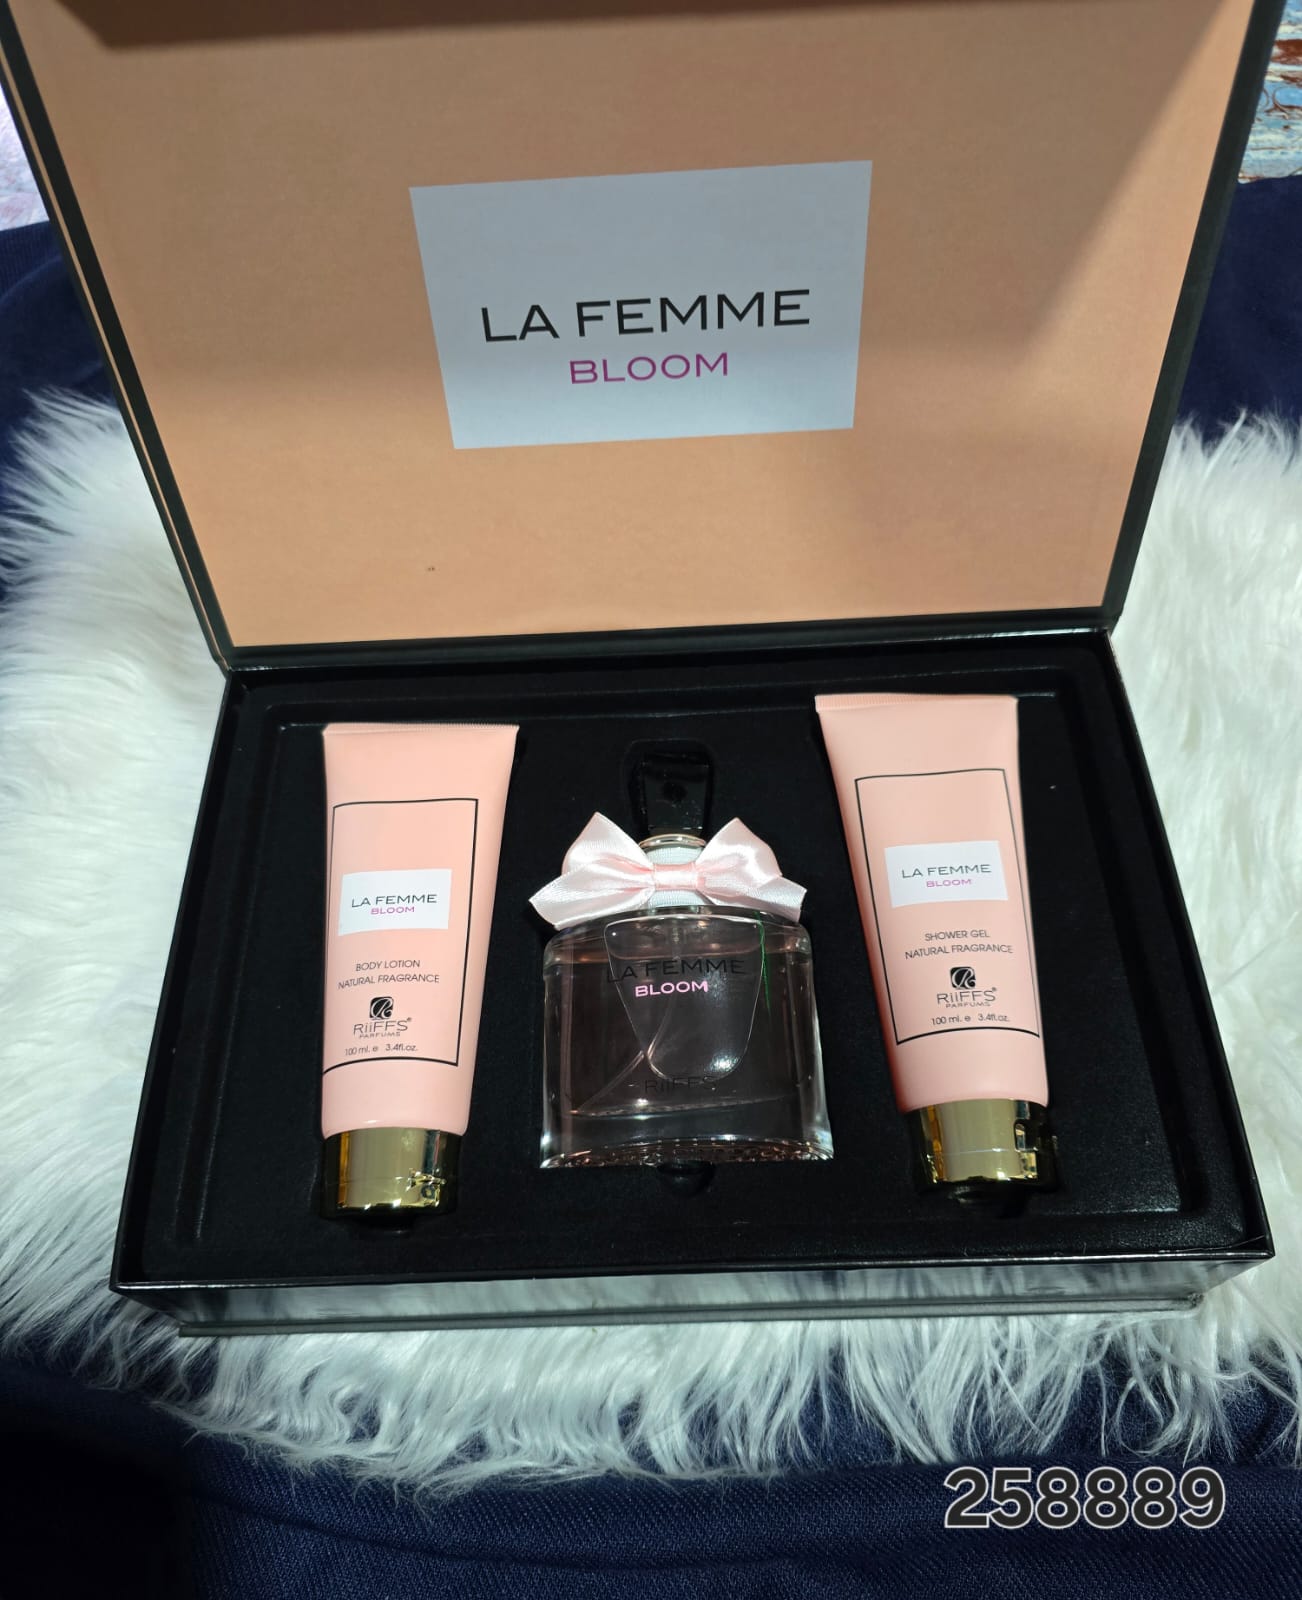 LA FEMME
BLOOM
LA FEMME
BLOOM
BODY LOTION
NATURAL FRAGRANCE
R
RiiFFS®
PARFUMS
100 ml. e 3.4fl.oz.
LA FEMME
BLOOM
RiiFFS
LA FEMME
BLOOM
SHOWER GEL
NATURAL FRAGRANCE
R
RiiFFS®
PARFUMS
100 ml. e 3.4fl.oz.
258889